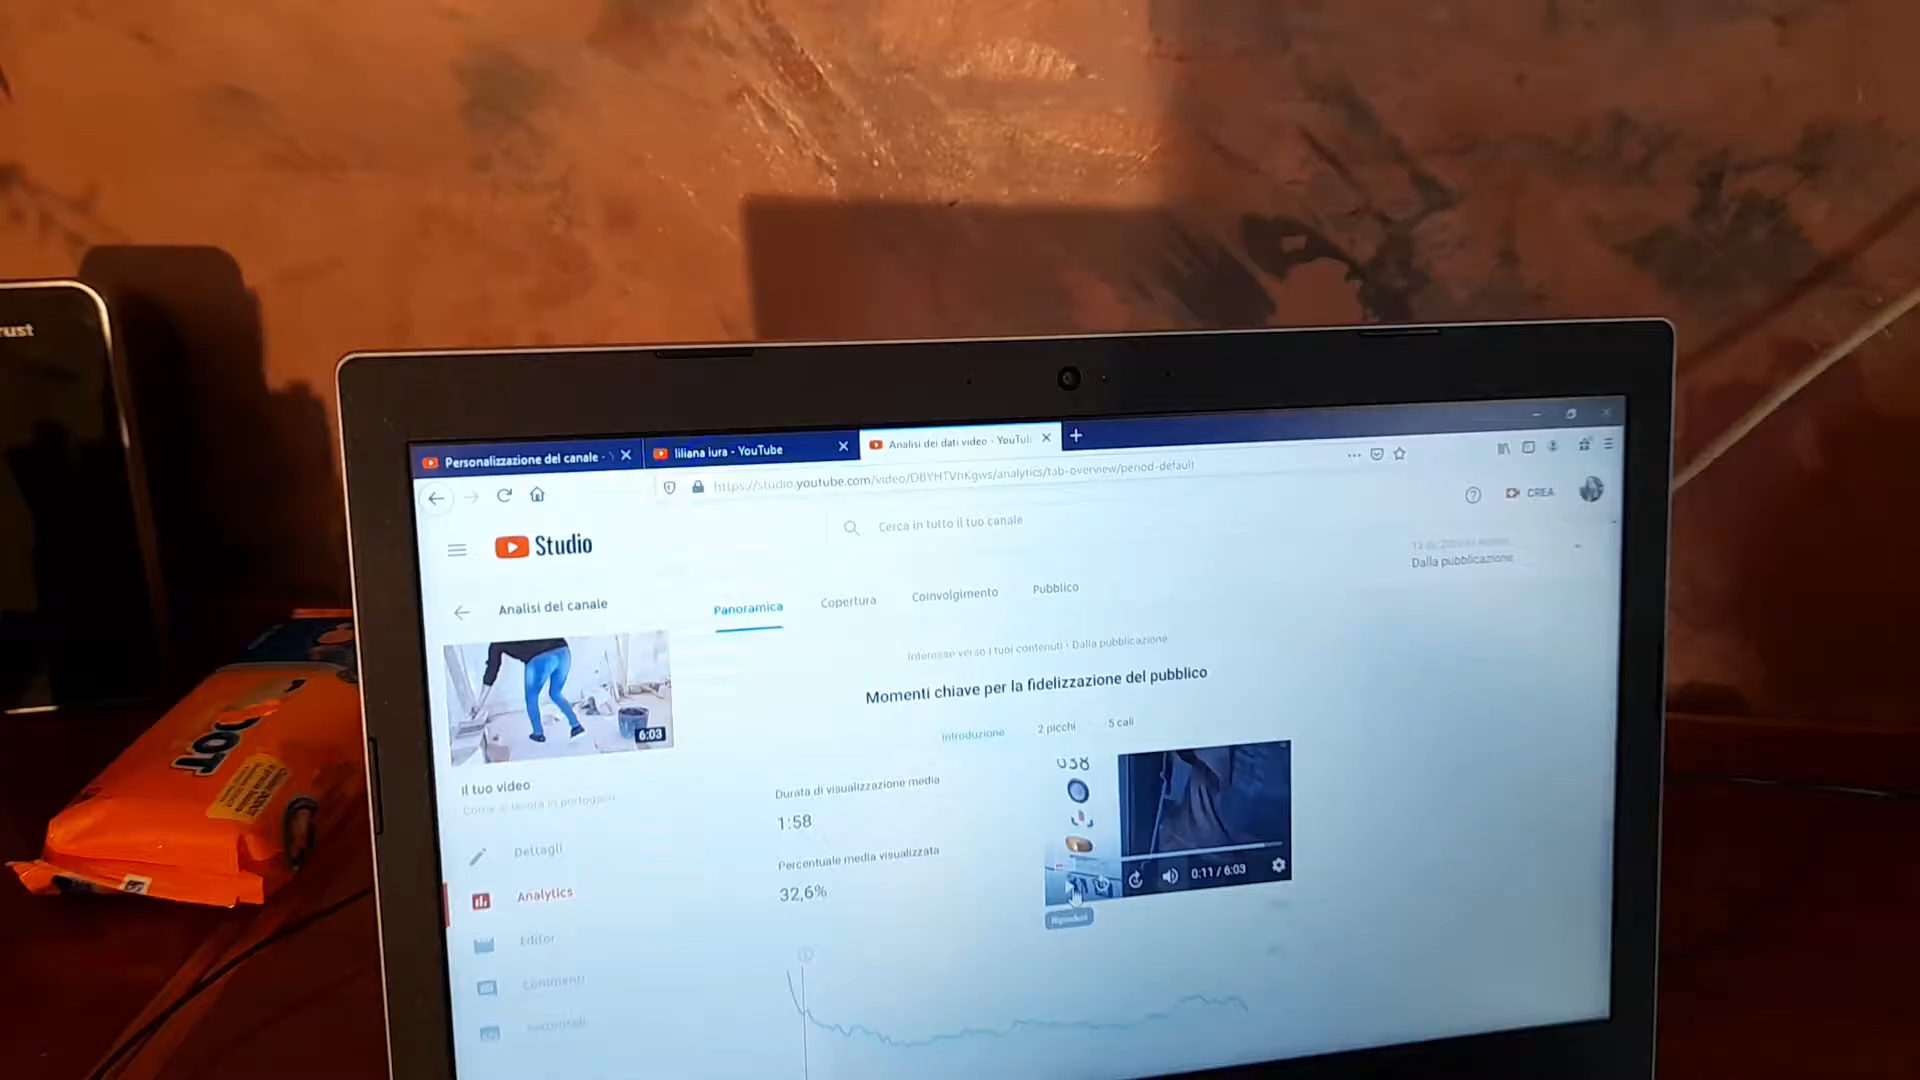 rust
DOT
Personalizzazione del canale -
liliana iura - YouTube
Analisi dei dati video - YouTu
https://studio.youtube.com/video/DBYHTVhKgws/analytics/tab-overview/period-default
Studio
Cerca in tutto il tuo canale
CREA
Dalla pubblicazione
Analisi del canale
Panoramica
Copertura
Coinvolgimento
Pubblico
Interesse verso i tuoi contenuti • Dalla pubblicazione
Momenti chiave per la fidelizzazione del pubblico
Introduzione
2 picchi
5 cali
6:03
Il tuo video
Durata di visualizzazione media
1:58
Percentuale media visualizzata
32,6%
0:11 / 6:03
Riproduci
Dettagli
Analytics
Editor
Commenti
Sottotitoli